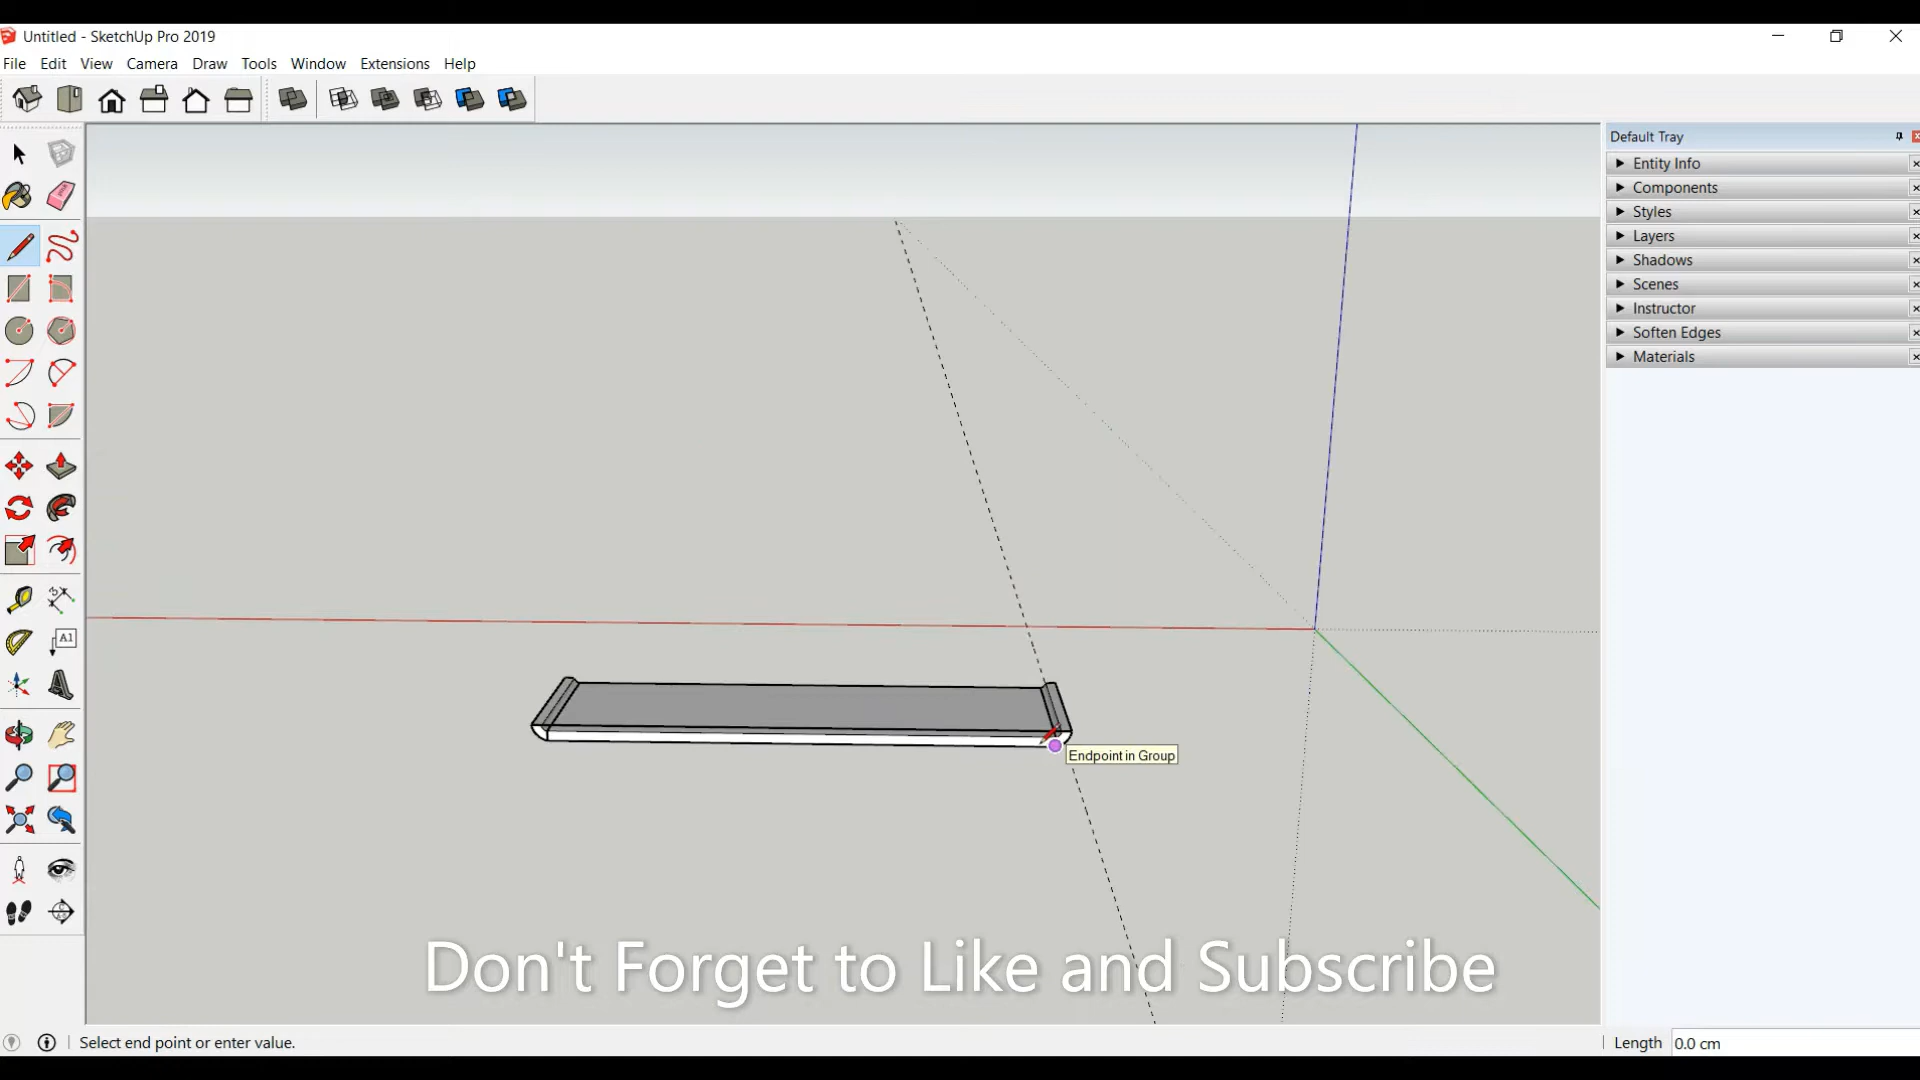 Untitled - SketchUp Pro 2019
File Edit View Camera Draw Tools Window Extensions Help
Default Tray
Entity Info
Components
Styles
Layers
Shadows
Scenes
Instructor
Soften Edges
Materials
A1
Endpoint in Group
Don't Forget to Like and Subscribe
Select end point or enter value.
Length 0.0 cm